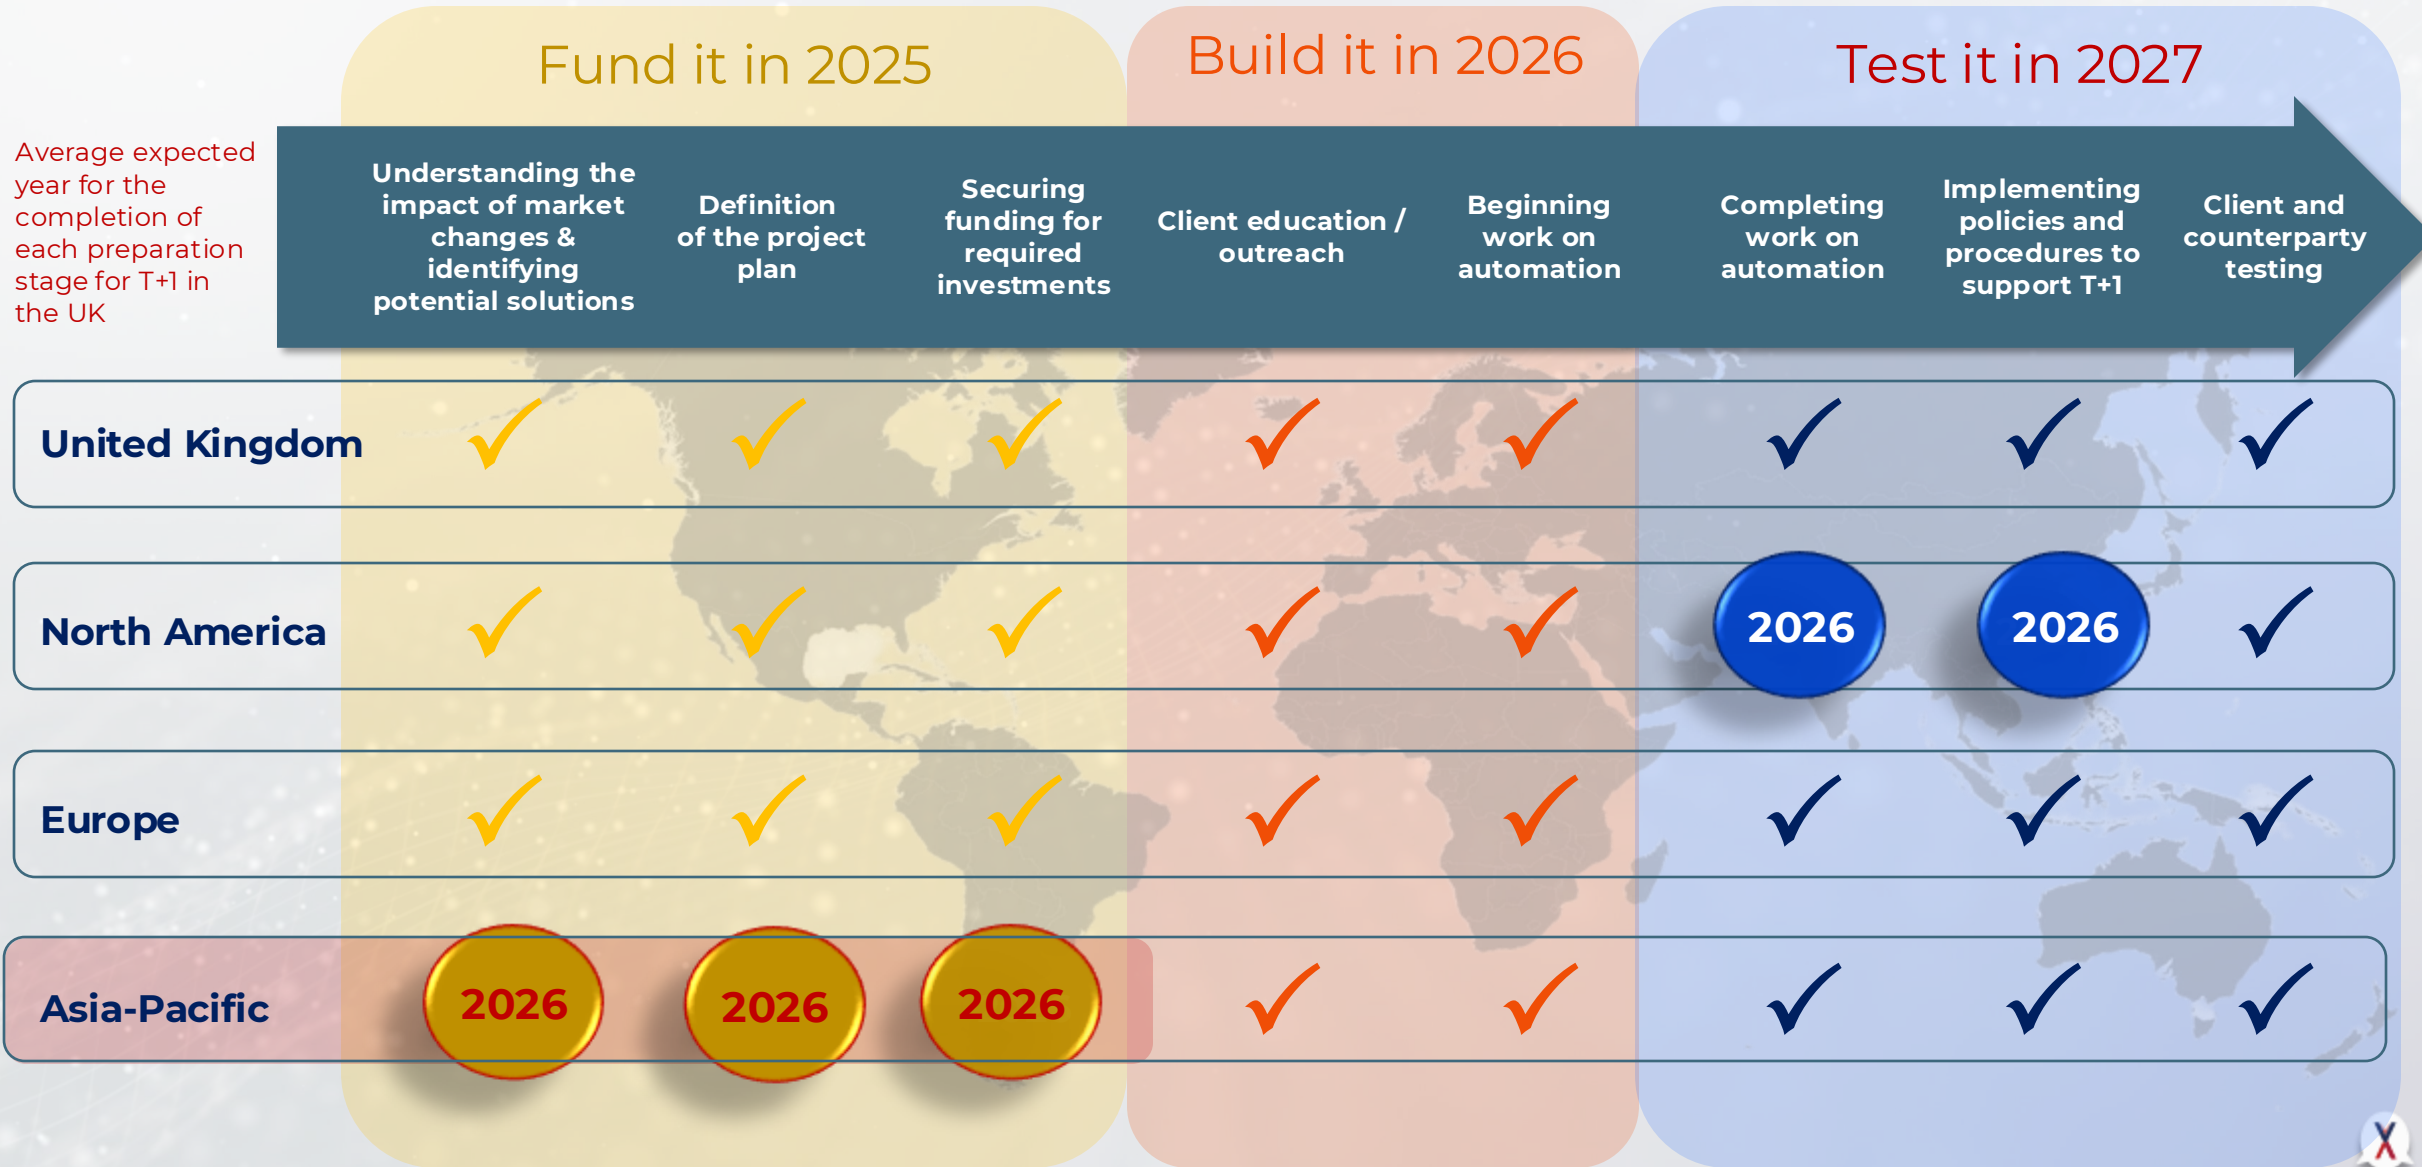 Fund it in 2025
Build it in 2026
Test it in 2027
Average expected
year for the
completion of
each preparation
stage for T+1 in
the UK
Understanding the
impact of market
changes &
identifying
potential solutions
Definition
of the project
plan
Securing
funding for
required
investments
Client education /
outreach
Beginning
work on
automation
Completing
work on
automation
Implementing
policies and
procedures to
support T+1
Client and
counterparty
testing
United Kingdom
North America
2026
2026
Europe
Asia-Pacific
2026
2026
2026